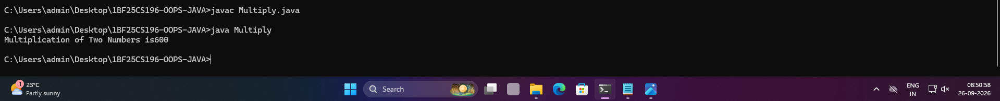 C:\Users\admin\Desktop\1BF25CS196-OOPS-JAVA>javac Multiply.java
C:\Users\admin\Desktop\1BF25CS196-OOPS-JAVA>java Multiply
Multiplication of Two Numbers is600
C:\Users\admin\Desktop\1BF25CS196-OOPS-JAVA>
1
23°C
Partly sunny
Search
ENG
IN
08:50:58
26-09-2026